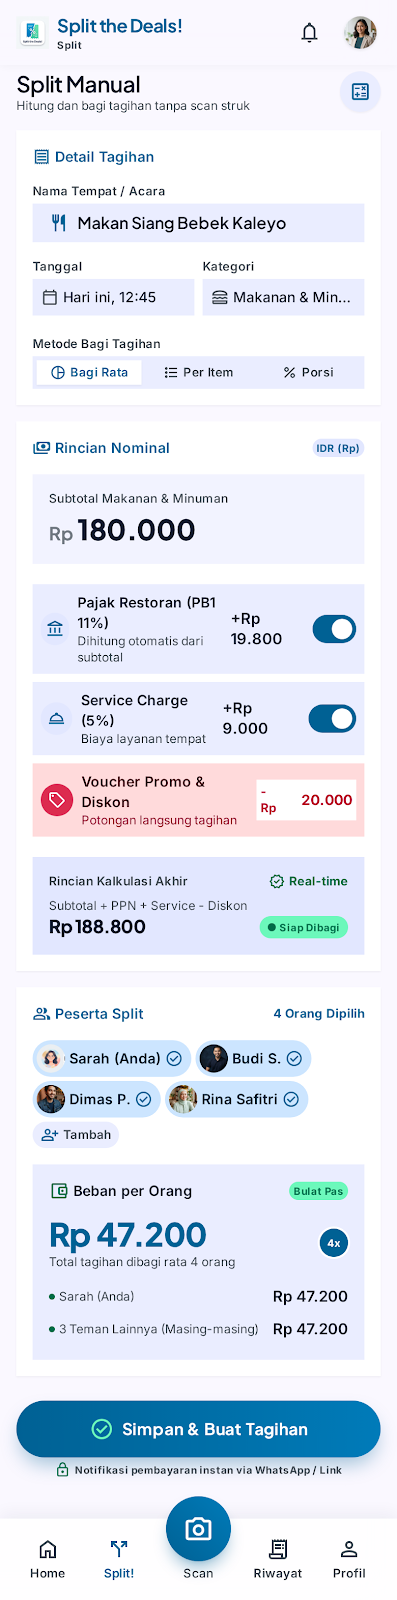 Split the Deals!
Split
Split Manual
Hitung dan bagi tagihan tanpa scan struk
Detail Tagihan
Nama Tempat / Acara
Makan Siang Bebek Kaleyo
Tanggal
Kategori
Hari ini, 12:45
Makanan & Min...
Metode Bagi Tagihan
Bagi Rata
Per Item
Porsi
Rincian Nominal
IDR (Rp)
Subtotal Makanan & Minuman
Rp 180.000
Pajak Restoran (PB1
11%)
Dihitung otomatis dari
subtotal
+Rp
19.800
Service Charge
(5%)
Biaya layanan tempat
+Rp
9.000
Voucher Promo &
Diskon
Potongan langsung tagihan
-
Rp
20.000
Rincian Kalkulasi Akhir
Real-time
Subtotal + PPN + Service - Diskon
Rp 188.800
Siap Dibagi
Peserta Split
4 Orang Dipilih
Sarah (Anda)
Budi S.
Dimas P.
Rina Safitri
Tambah
Beban per Orang
Bulat Pas
Rp 47.200
4x
Total tagihan dibagi rata 4 orang
Sarah (Anda)
Rp 47.200
3 Teman Lainnya (Masing-masing)
Rp 47.200
Simpan & Buat Tagihan
Notifikasi pembayaran instan via WhatsApp / Link
Home
Split!
Scan
Riwayat
Profil